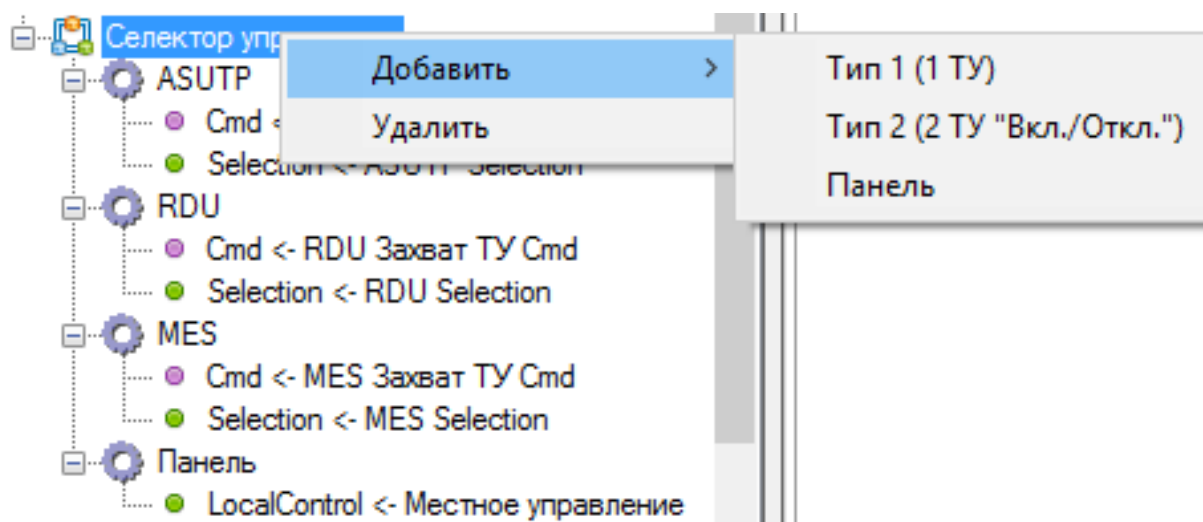 Селектор упр
ASUTP
Cmd <
Selection <- ASUTP Selection
RDU
Cmd <- RDU Захват ТУ Cmd
Selection <- RDU Selection
MES
Cmd <- MES Захват ТУ Cmd
Selection <- MES Selection
Панель
LocalControl <- Местное управление
Добавить >
Удалить
Тип 1 (1 ТУ)
Тип 2 (2 ТУ "Вкл./Откл.")
Панель